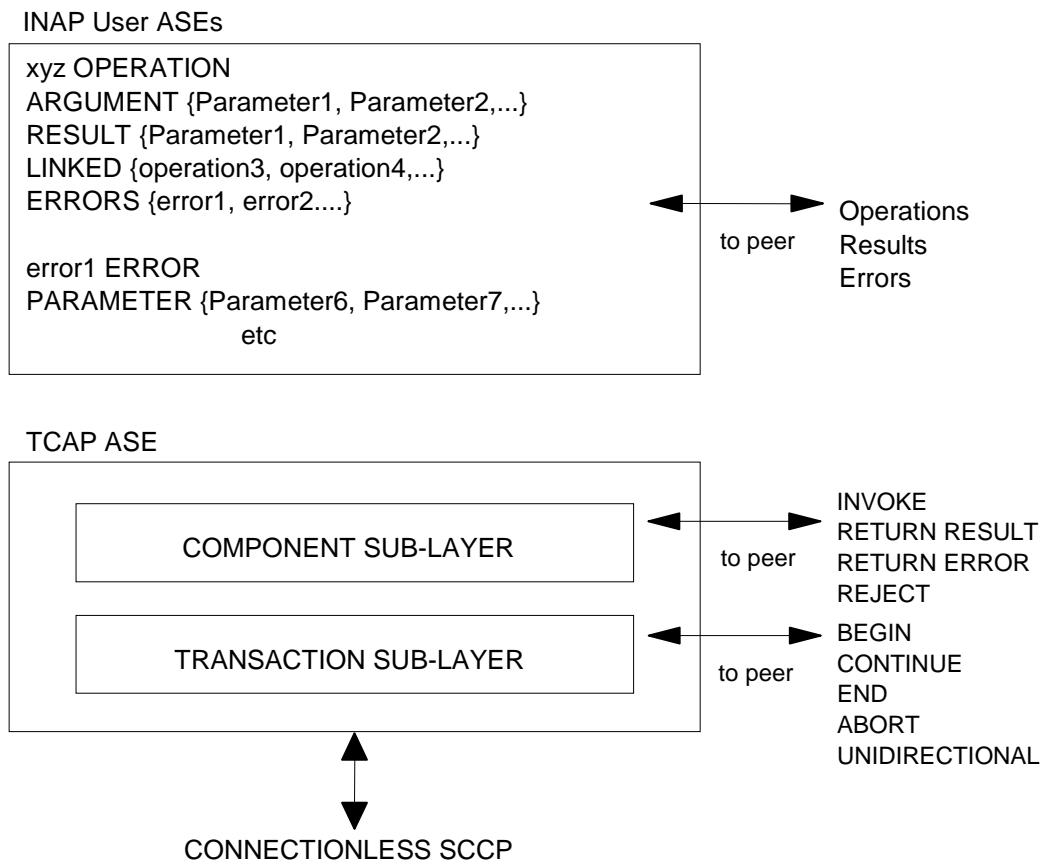 INAP User ASEs
xyz OPERATION
ARGUMENT {Parameter1, Parameter2,...}
RESULT {Parameter1, Parameter2,...}
LINKED {operation3, operation4,...}
ERRORS {error1, error2....}
error1 ERROR
PARAMETER {Parameter6, Parameter7,...}
etc
to peer
Operations
Results
Errors
TCAP ASE
COMPONENT SUB-LAYER
to peer
INVOKE
RETURN RESULT
RETURN ERROR
REJECT
TRANSACTION SUB-LAYER
to peer
BEGIN
CONTINUE
END
ABORT
UNIDIRECTIONAL
CONNECTIONLESS SCCP